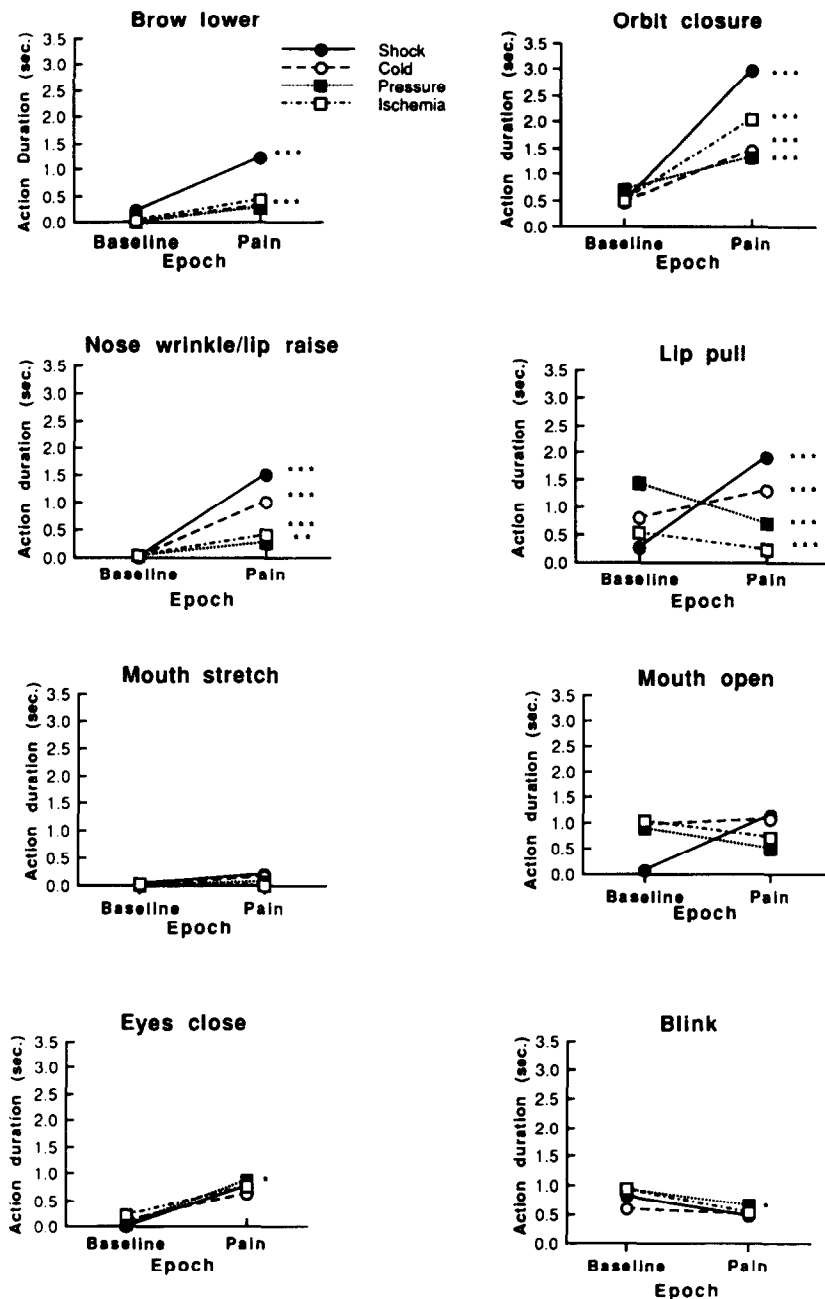 Brow lower
Action Duration (sec.)
3.5
3.0
2.5
2.0
1.5
1.0
0.5
0.0
Baseline Pain
Epoch
Shock
Cold
Pressure
Ischemia
***
***
Orbit closure
Action duration (sec.)
3.5
3.0
2.5
2.0
1.5
1.0
0.5
0.0
Baseline Pain
Epoch
***
***
***
***
Nose wrinkle/lip raise
Action duration (sec.)
3.5
3.0
2.5
2.0
1.5
1.0
0.5
0.0
Baseline Pain
Epoch
***
***
***
**
Lip pull
Action duration (sec.)
3.5
3.0
2.5
2.0
1.5
1.0
0.5
0.0
Baseline Pain
Epoch
***
***
***
***
Mouth stretch
Action duration (sec.)
3.5
3.0
2.5
2.0
1.5
1.0
0.5
0.0
Baseline Pain
Epoch
Mouth open
Action duration (sec.)
3.5
3.0
2.5
2.0
1.5
1.0
0.5
0.0
Baseline Pain
Epoch
Eyes close
Action duration (sec.)
3.5
3.0
2.5
2.0
1.5
1.0
0.5
0.0
Baseline Pain
Epoch
*
Blink
Action duration (sec.)
3.5
3.0
2.5
2.0
1.5
1.0
0.5
0.0
Baseline Pain
Epoch
*